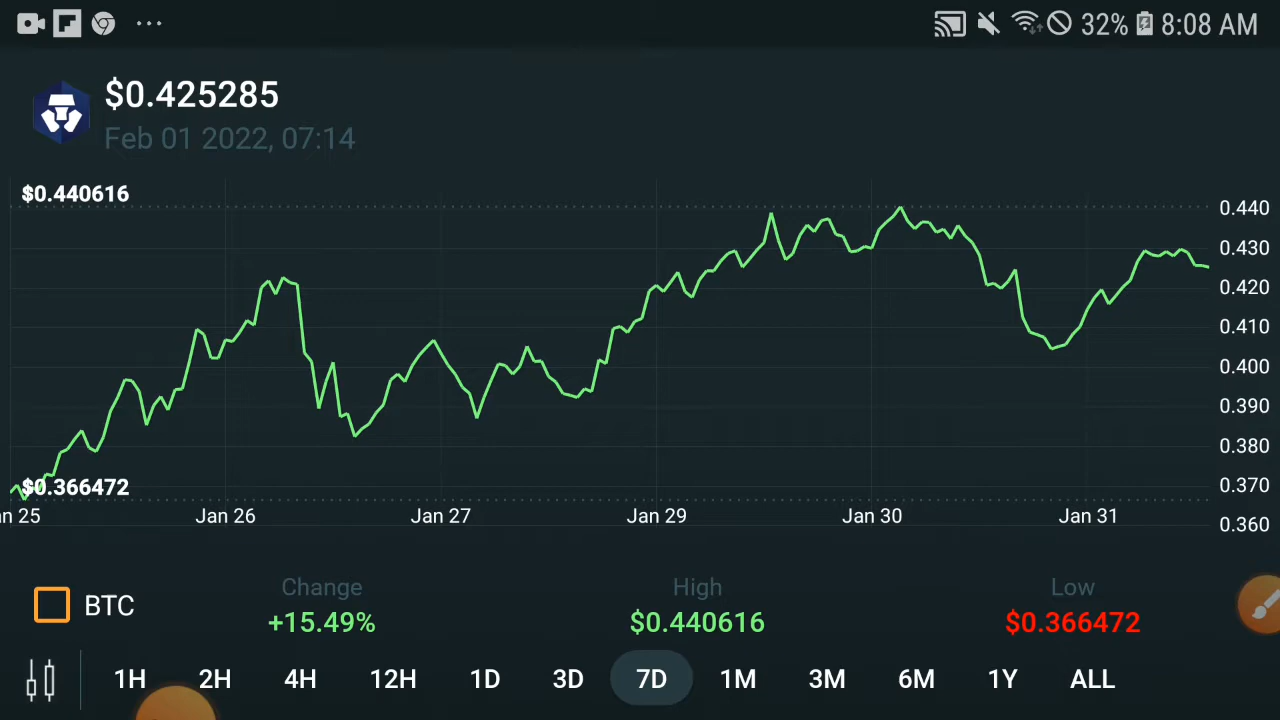 32% 8:08 AM
$0.425285
Feb 01 2022, 07:14
$0.440616
0.440
0.430
0.420
0.410
0.400
0.390
0.380
$0.366472
0.370
an 25 Jan 26 Jan 27 Jan 29 Jan 30 Jan 31
0.360
Change High Low
BTC
+15.49% $0.440616 $0.366472
1H 2H 4H 12H 1D 3D 7D 1M 3M 6M 1Y ALL